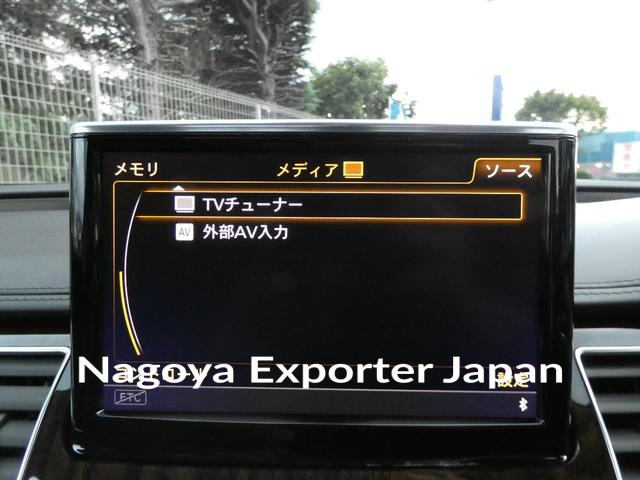 メモリ メディア ソース
TVチューナー
AV 外部AV入力
Nagoya Exporter Japan
設定
ETC